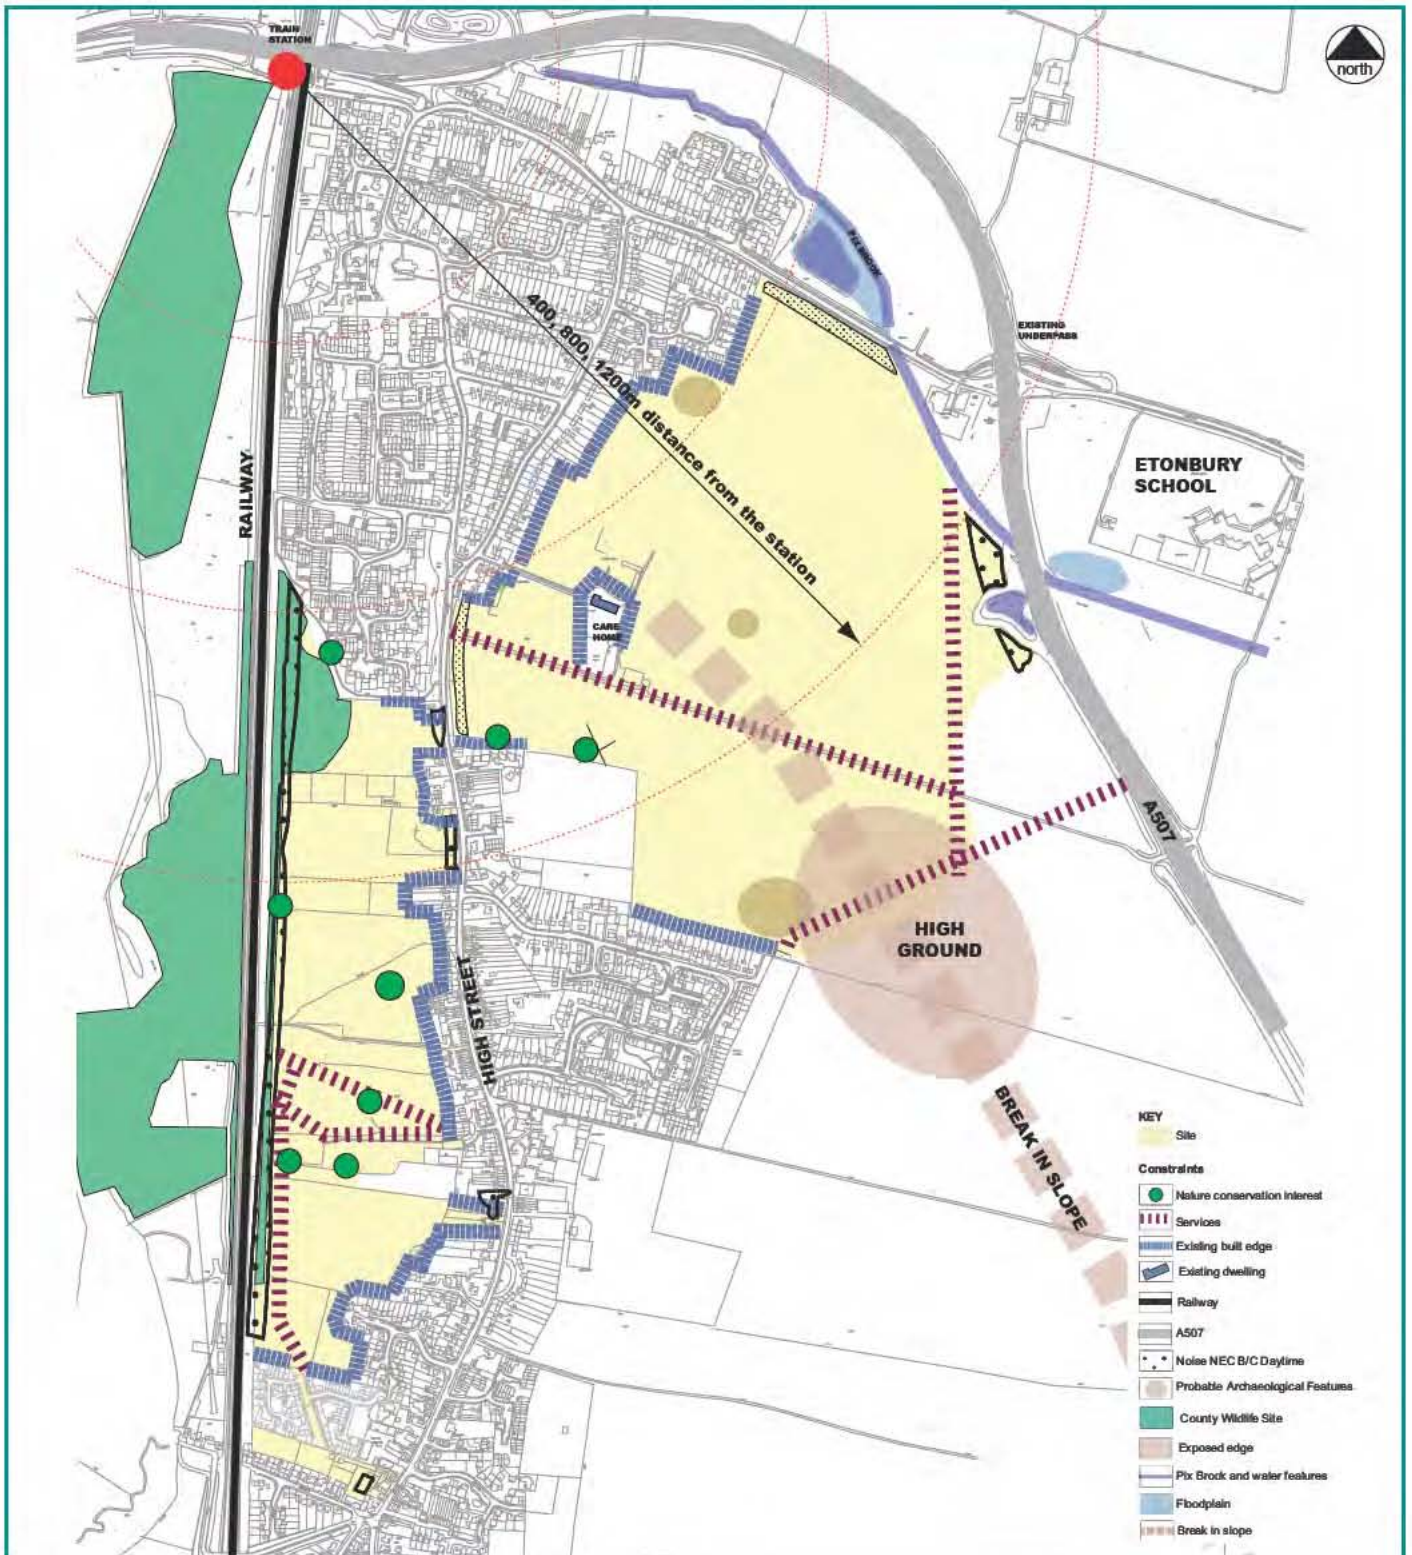 TRAIN
STATION
north
PIX BROOK
400, 800, 1200m distance from the station
EXISTING
UNDERPASS
ETONBURY
SCHOOL
RAILWAY
CARE
HOME
A507
HIGH
GROUND
HIGH STREET
BREAK IN SLOPE
KEY
Site
Constraints
Nature conservation interest
Services
Existing built edge
Existing dwelling
Railway
A507
Noise NEC B/C Daytime
Probable Archaeological Features
County Wildlife Site
Exposed edge
Pix Brook and water features
Floodplain
Break in slope